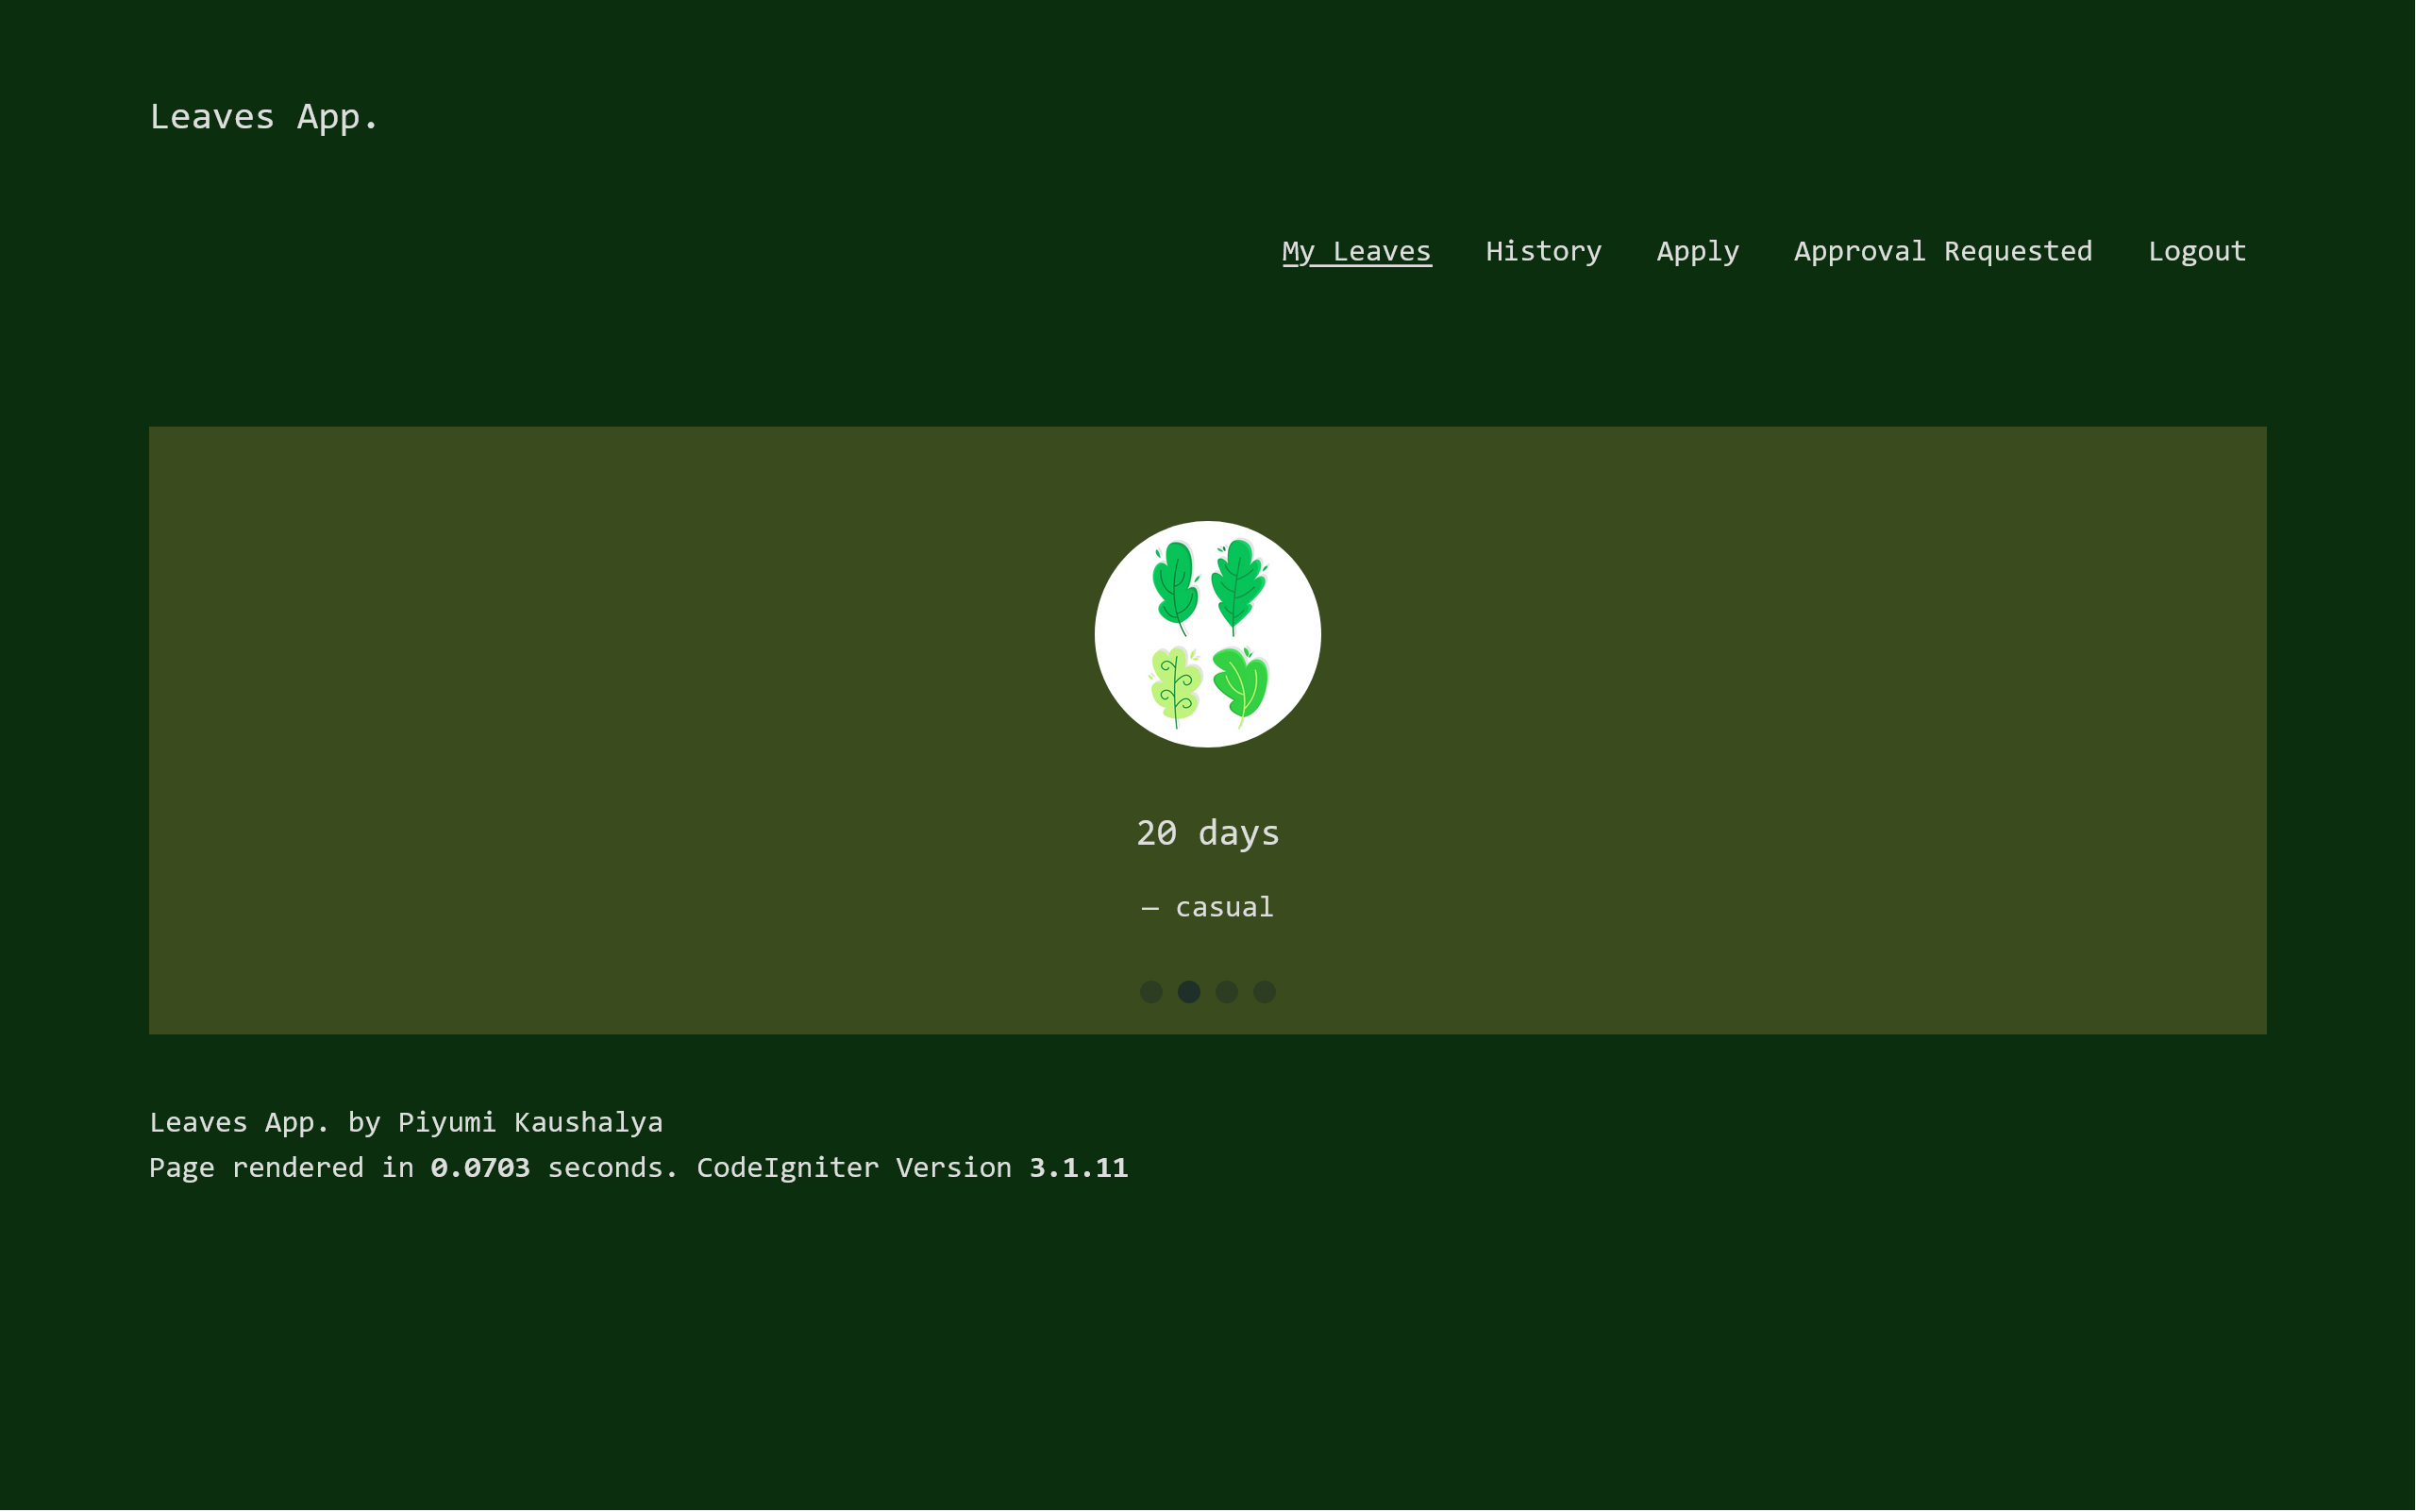 Leaves App.
My Leaves History Apply Approval Requested Logout
20 days
— casual
Leaves App. by Piyumi Kaushalya
Page rendered in 0.0703 seconds. CodeIgniter Version 3.1.11